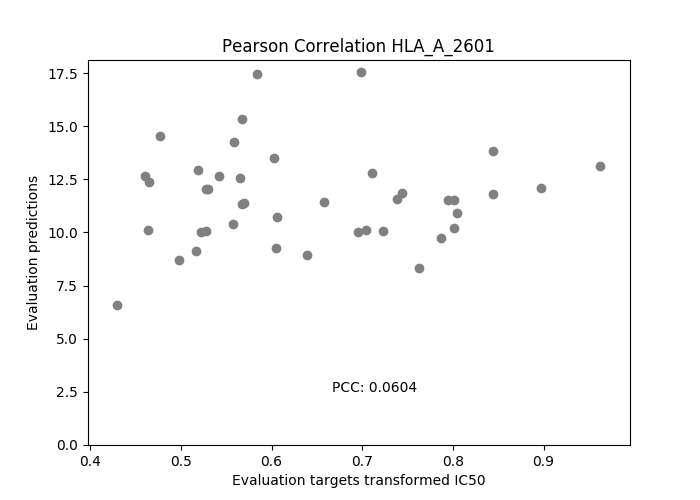 Pearson Correlation HLA_A_2601
17.5
15.0
12.5
10.0
7.5
5.0
2.5
0.0
Evaluation predictions
PCC: 0.0604
0.4 0.5 0.6 0.7 0.8 0.9
Evaluation targets transformed IC50